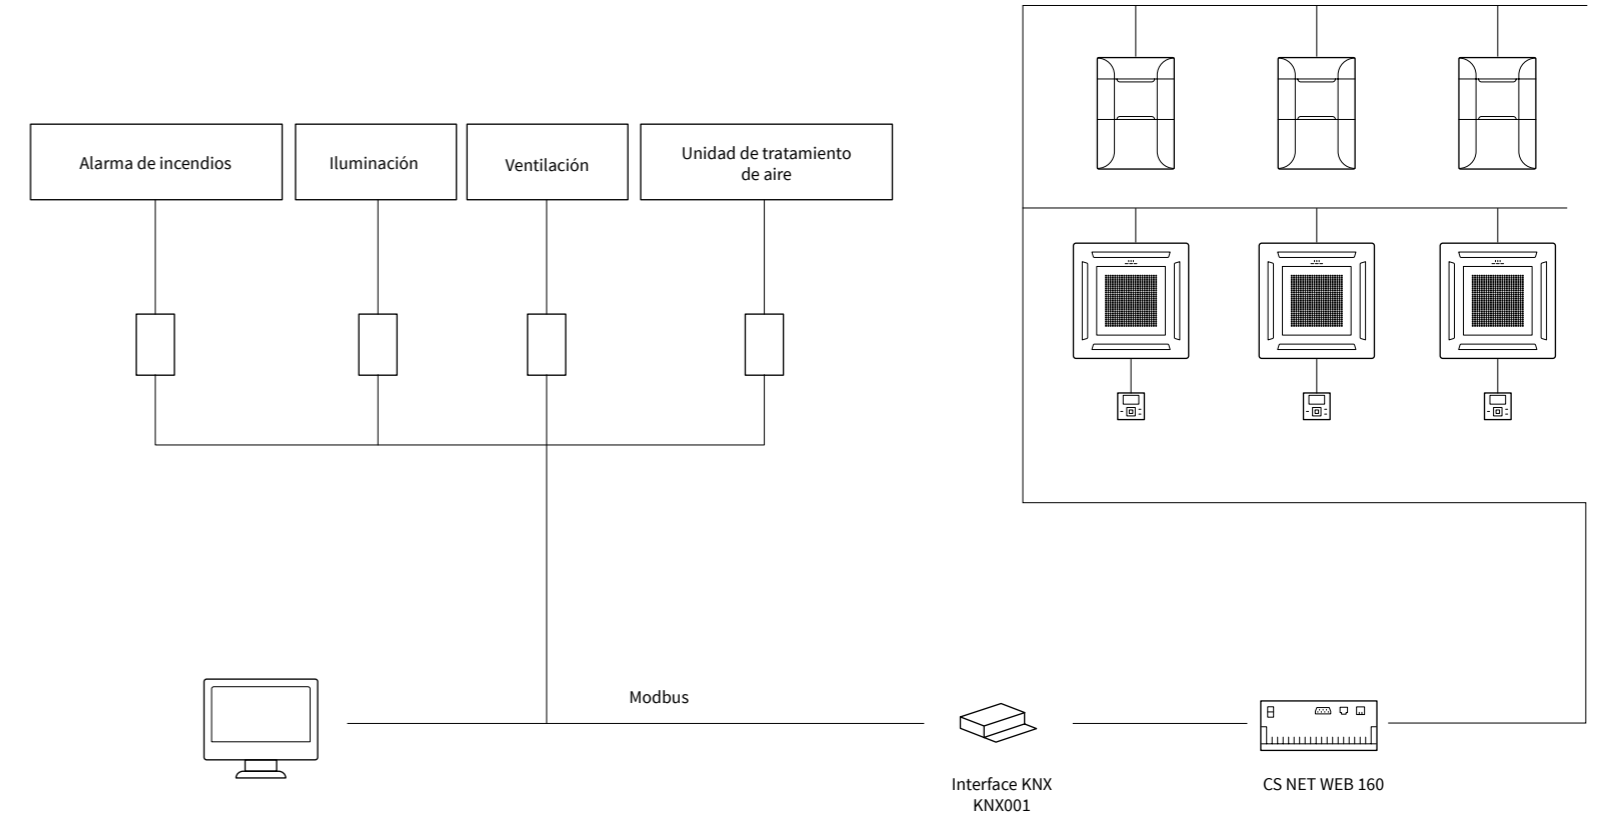 Alarma de incendios
Iluminación
Ventilación
Unidad de tratamiento
de aire
Modbus
Interface KNX
KNX001
CS NET WEB 160